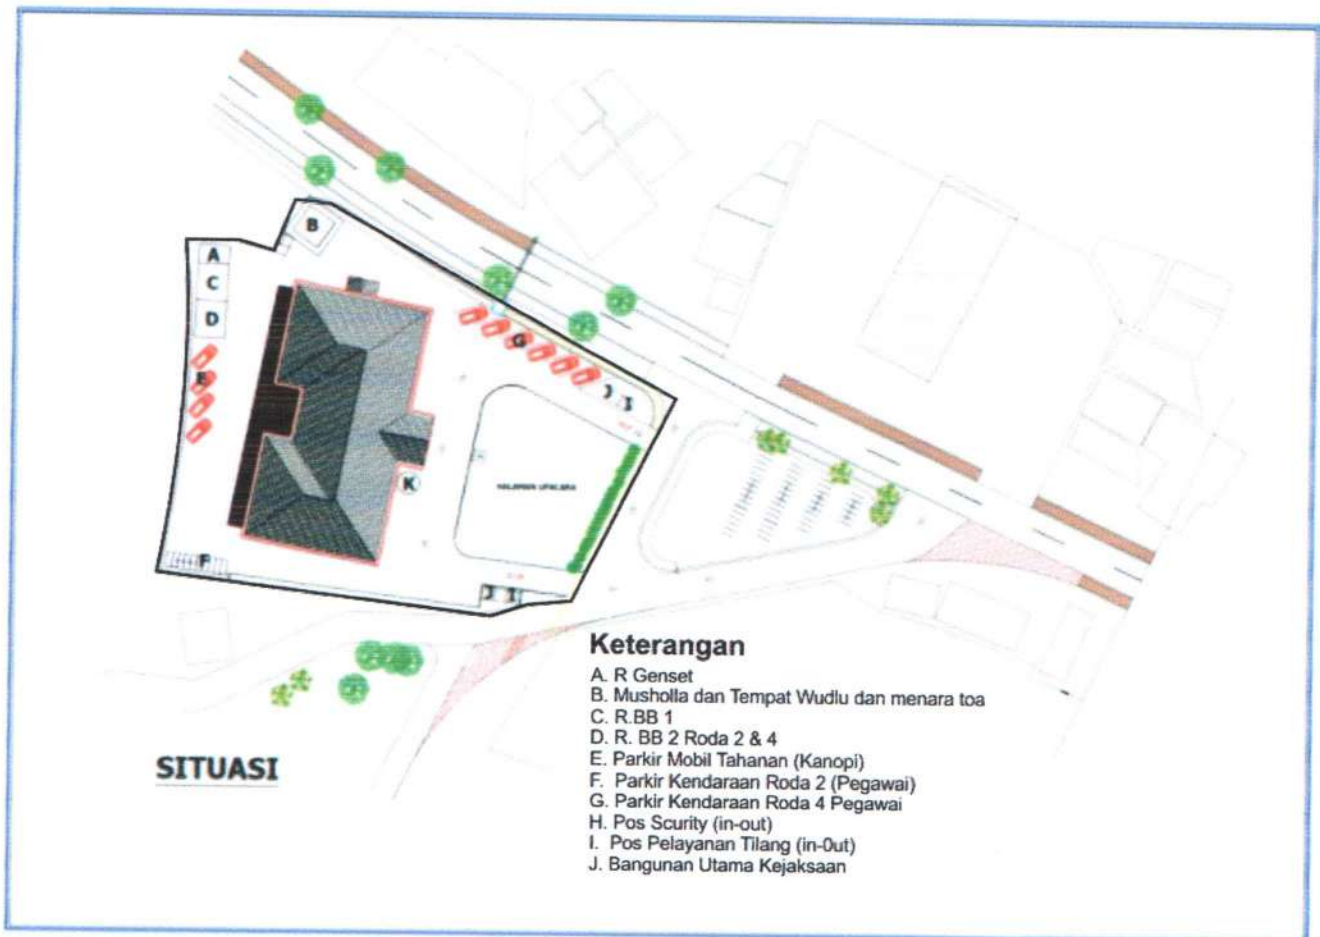 B
A
C
D
G
E
HALAMAN UPACARA
K
F
Keterangan
A. R Genset
B. Musholla dan Tempat Wudlu dan menara toa
C. R.BB 1
D. R. BB 2 Roda 2 & 4
E. Parkir Mobil Tahanan (Kanopi)
F. Parkir Kendaraan Roda 2 (Pegawai)
G. Parkir Kendaraan Roda 4 Pegawai
H. Pos Scurity (in-out)
I. Pos Pelayanan Tilang (in-0ut)
J. Bangunan Utama Kejaksaan
SITUASI